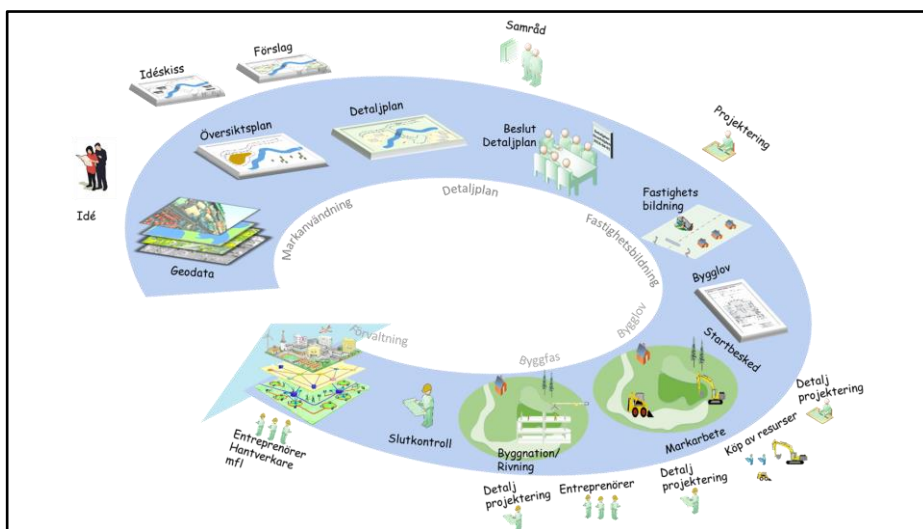 Samråd
Förslag
Idéskiss
Projektering
Detaljplan
Översiktsplan
Beslut
Detaljplan
Fastighets
bildning
Idé
Geodata
Markanvändning
Detaljplan
Fastighetsbildning
Bygglov
Bygglov
Startbesked
Förvaltning
Byggfas
Detalj
projektering
Köp av resurser
Markarbete
Slutkontroll
Byggnation/
Rivning
Entreprenörer
Hantverkare
mfl
Detalj
projektering
Entreprenörer
Detalj
projektering